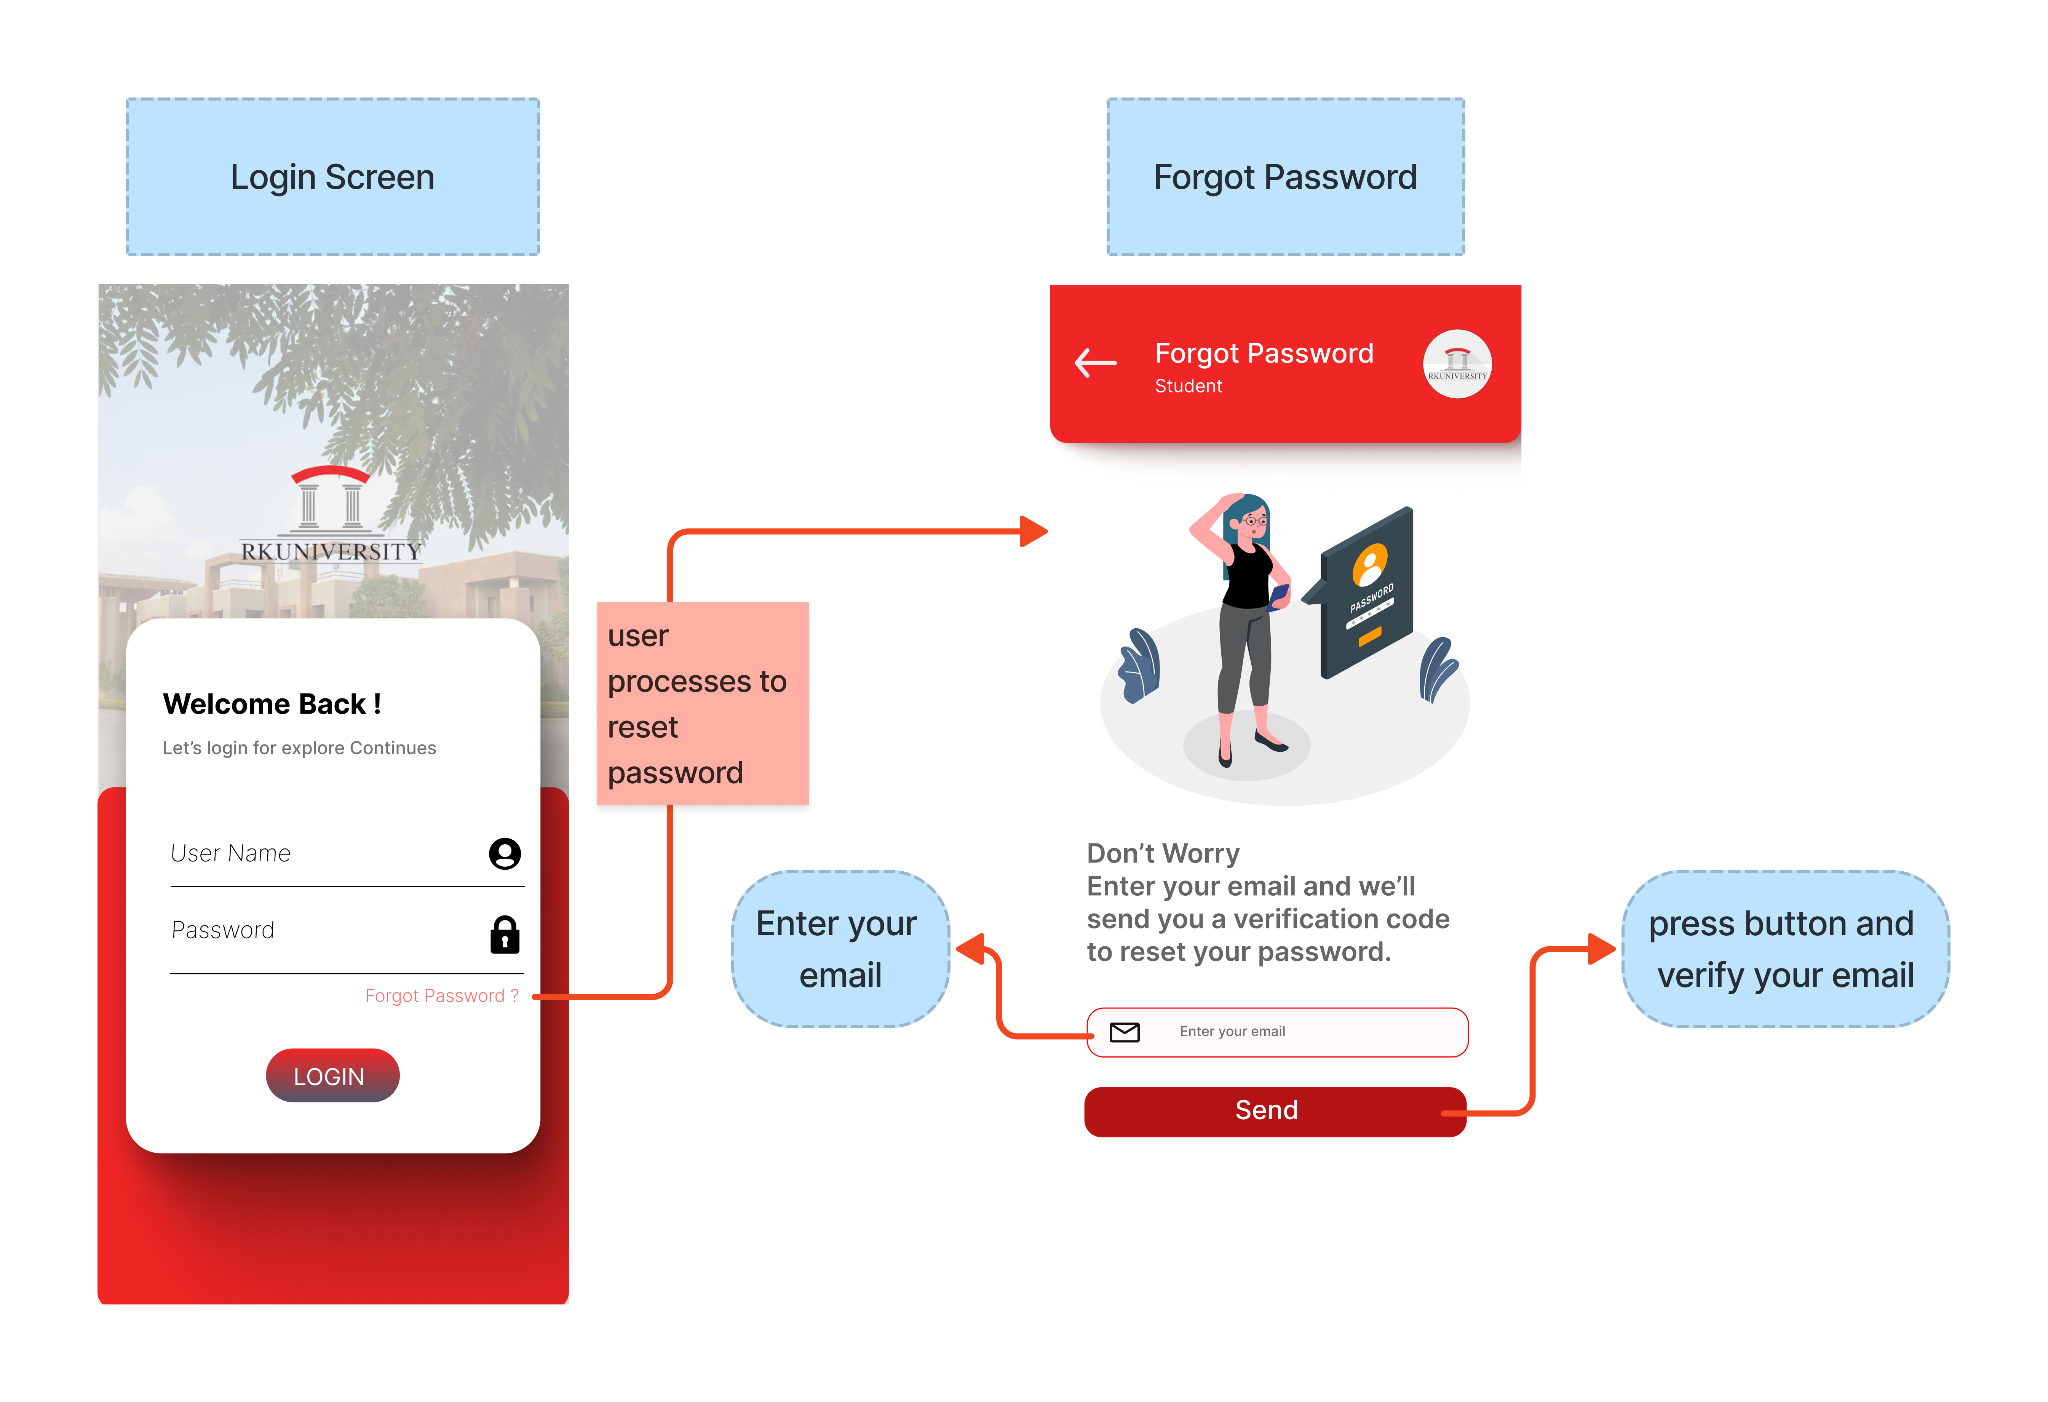 Login Screen
RKUNIVERSITY
Welcome Back !
Let's login for explore Continues
User Name
Password
Forgot Password ?
LOGIN
user
processes to
reset
password
Forgot Password
Forgot Password
Student
RKUNIVERSITY
PASSWORD
Don't Worry
Enter your email and we'll
send you a verification code
to reset your password.
Enter your email
Send
Enter your
email
press button and
verify your email